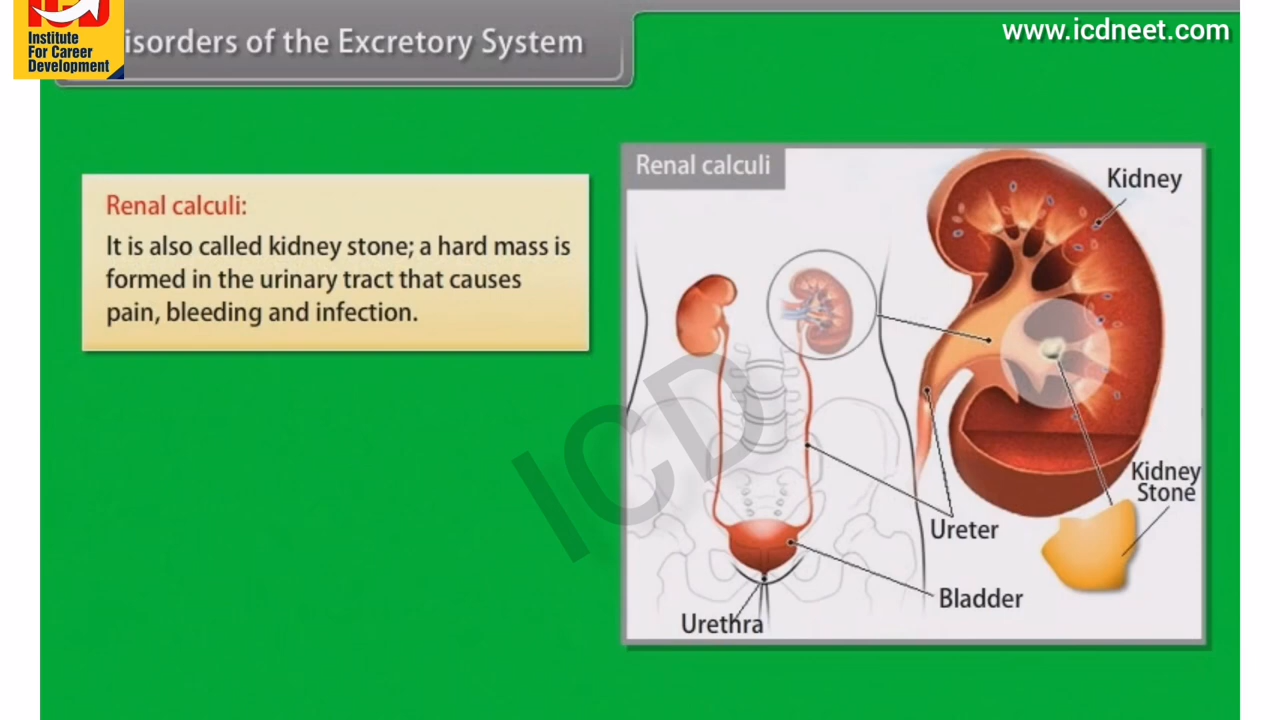 ICD
Institute
For Career
Development
isorders of the Excretory System
www.icdneet.com
Renal calculi:
It is also called kidney stone; a hard mass is
formed in the urinary tract that causes
pain, bleeding and infection.
Renal calculi
Kidney
Kidney
Stone
Ureter
Bladder
Urethra
ICD